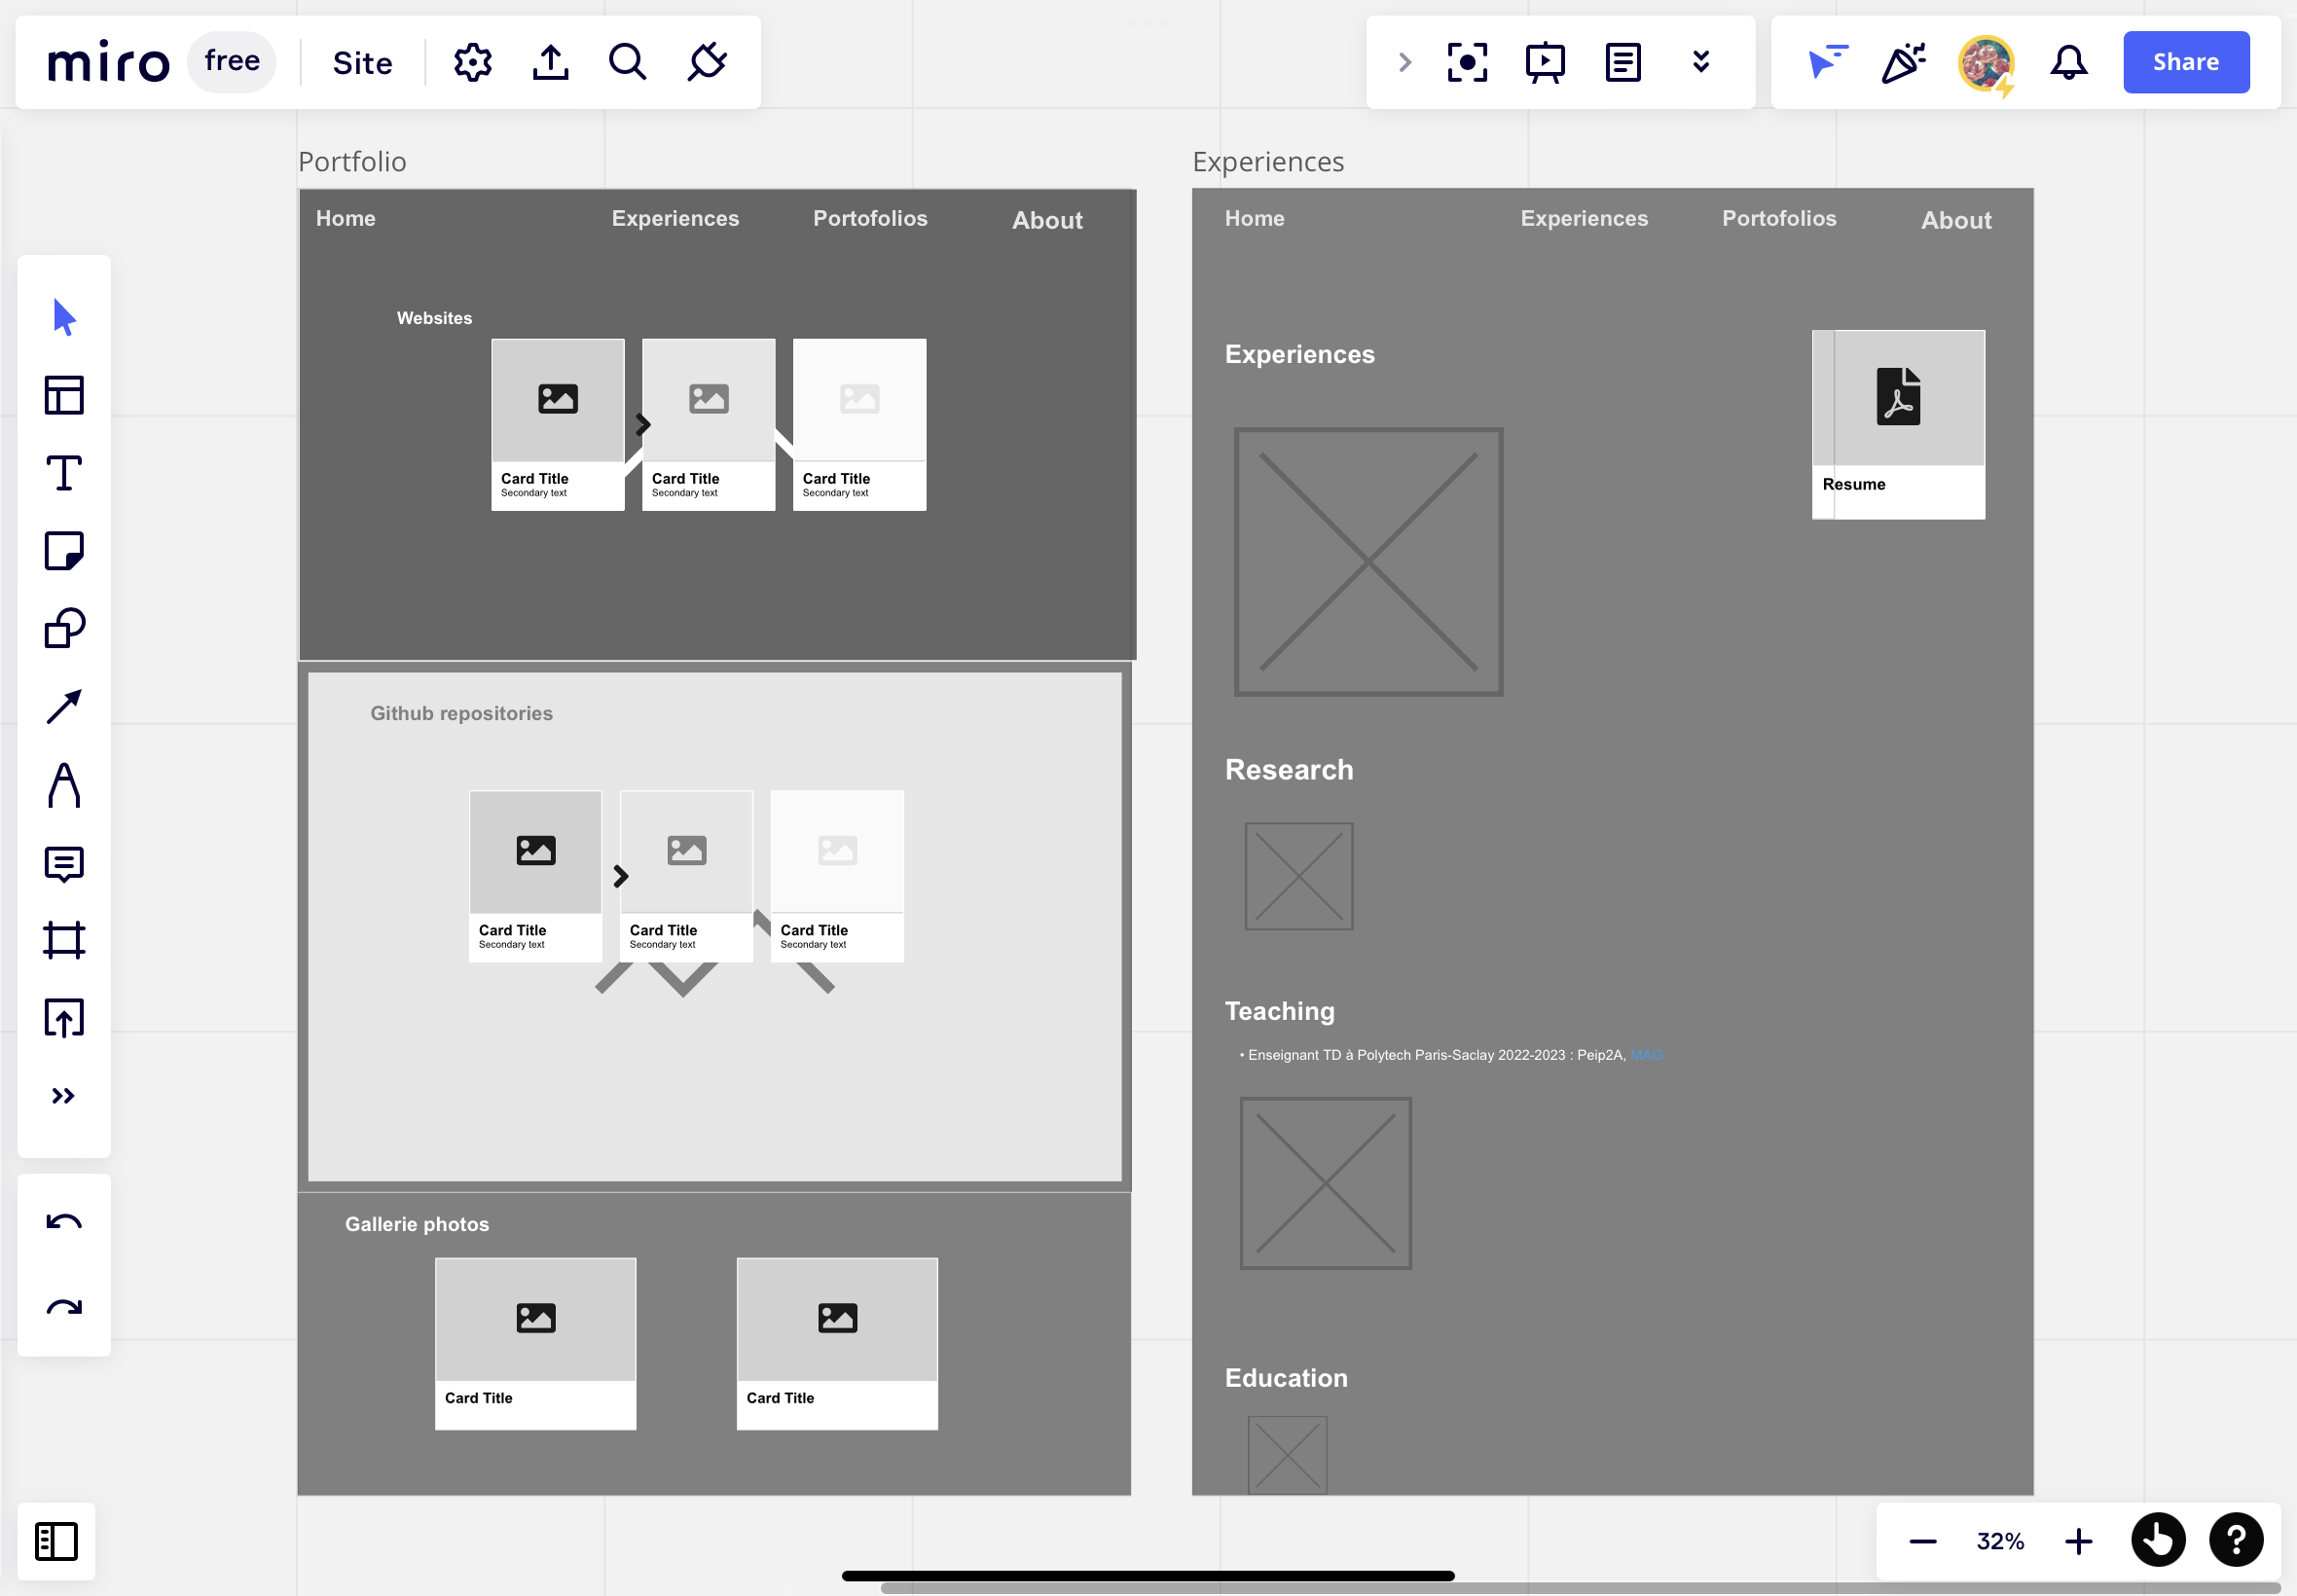 miro free Site Share
Portfolio
Home Experiences Portofolios About
Websites
Card Title Card Title Card Title
Secondary text Secondary text Secondary text
Github repositories
Card Title Card Title Card Title
Secondary text Secondary text Secondary text
Gallerie photos
Card Title Card Title
Experiences
Home Experiences Portofolios About
Experiences
Resume
Research
Teaching
• Enseignant TD à Polytech Paris-Saclay 2022-2023 : Peip2A, MAO
Education
32%